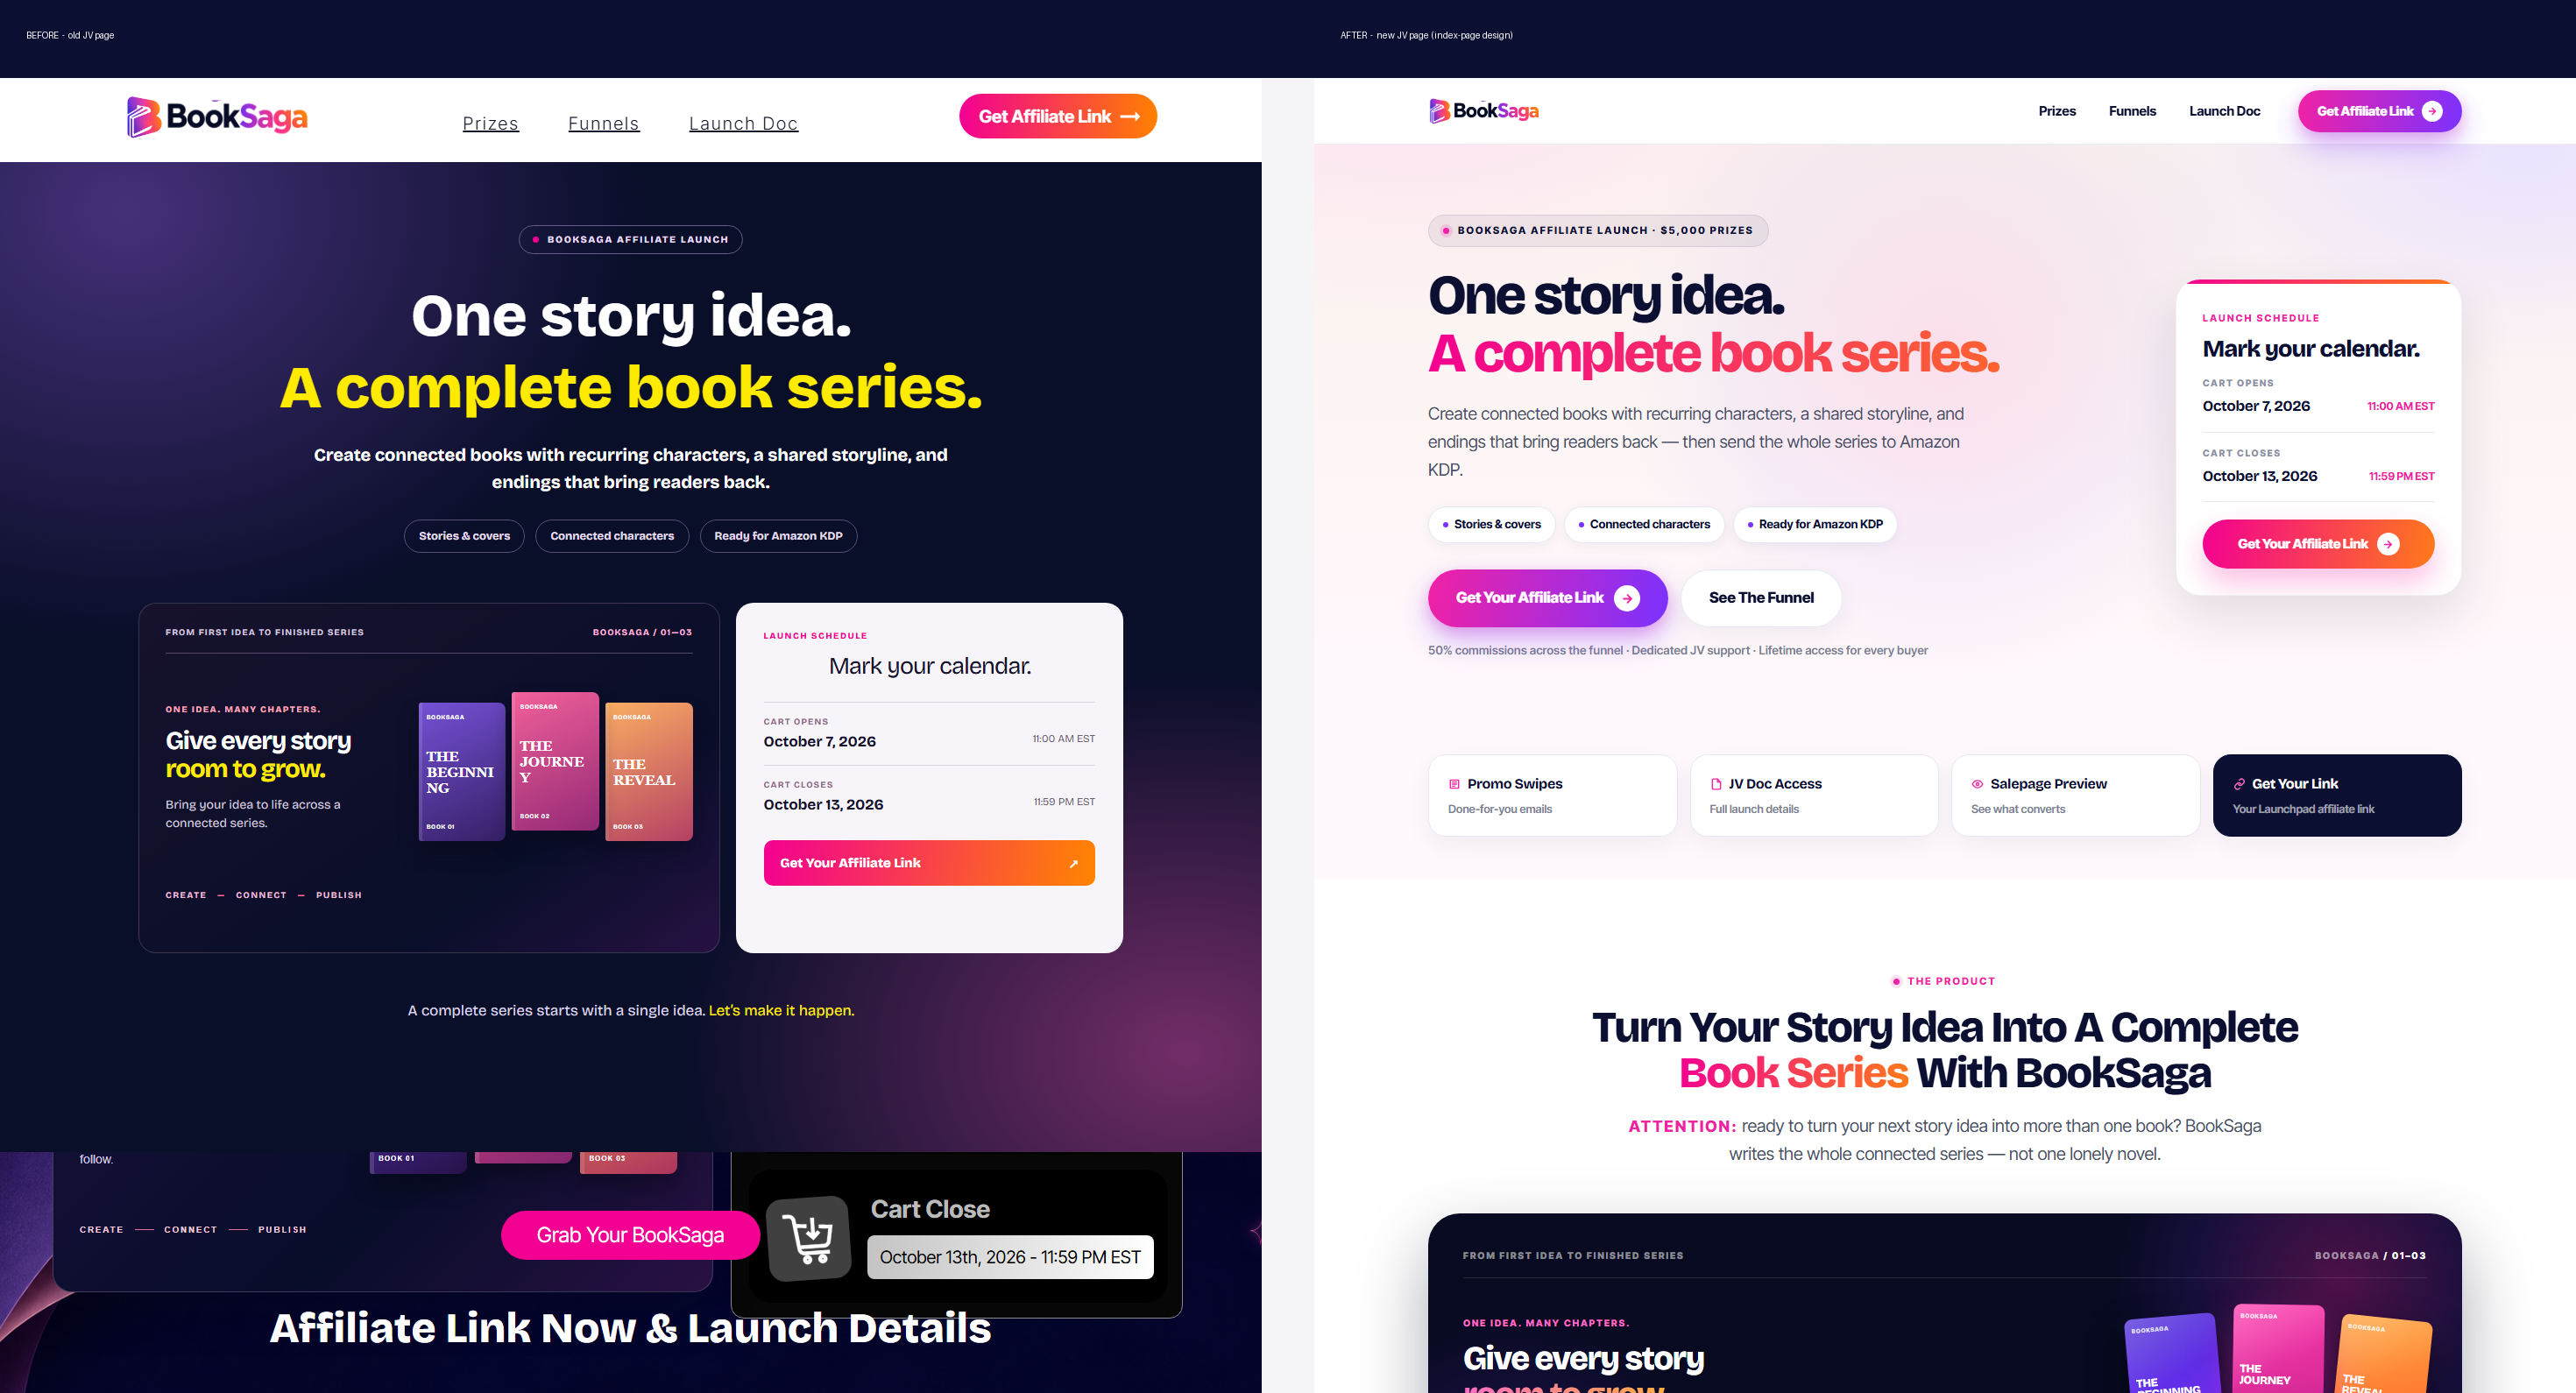 BEFORE - old JV page
BookSaga
Prizes
Funnels
Launch Doc
Get Affiliate Link →
BOOKSAGA AFFILIATE LAUNCH
One story idea.
A complete book series.
Create connected books with recurring characters, a shared storyline, and
endings that bring readers back.
Stories & covers
Connected characters
Ready for Amazon KDP
FROM FIRST IDEA TO FINISHED SERIES
BOOKSAGA / 01—03
ONE IDEA. MANY CHAPTERS.
Give every story
room to grow.
Bring your idea to life across a
connected series.
BOOKSAGA
THE
BEGINNI
NG
BOOK 01
BOOKSAGA
THE
JOURNE
Y
BOOK 02
BOOKSAGA
THE
REVEAL
BOOK 03
CREATE — CONNECT — PUBLISH
LAUNCH SCHEDULE
Mark your calendar.
CART OPENS
October 7, 2026
11:00 AM EST
CART CLOSES
October 13, 2026
11:59 PM EST
Get Your Affiliate Link ↗
A complete series starts with a single idea. Let's make it happen.
follow.
BOOK 01
BOOK 03
CREATE — CONNECT — PUBLISH
Grab Your BookSaga
Cart Close
October 13th, 2026 - 11:59 PM EST
Affiliate Link Now & Launch Details
AFTER - new JV page (index-page design)
BookSaga
Prizes
Funnels
Launch Doc
Get Affiliate Link →
BOOKSAGA AFFILIATE LAUNCH · $5,000 PRIZES
One story idea.
A complete book series.
Create connected books with recurring characters, a shared storyline, and
endings that bring readers back — then send the whole series to Amazon
KDP.
Stories & covers
Connected characters
Ready for Amazon KDP
Get Your Affiliate Link →
See The Funnel
50% commissions across the funnel · Dedicated JV support · Lifetime access for every buyer
LAUNCH SCHEDULE
Mark your calendar.
CART OPENS
October 7, 2026
11:00 AM EST
CART CLOSES
October 13, 2026
11:59 PM EST
Get Your Affiliate Link →
Promo Swipes
Done-for-you emails
JV Doc Access
Full launch details
Salepage Preview
See what converts
Get Your Link
Your Launchpad affiliate link
THE PRODUCT
Turn Your Story Idea Into A Complete
Book Series With BookSaga
ATTENTION: ready to turn your next story idea into more than one book? BookSaga
writes the whole connected series — not one lonely novel.
FROM FIRST IDEA TO FINISHED SERIES
BOOKSAGA / 01–03
ONE IDEA. MANY CHAPTERS.
Give every story
room to grow.
BOOKSAGA
THE
BEGINNING
BOOKSAGA
THE
JOURNEY
BOOKSAGA
THE
REVEAL